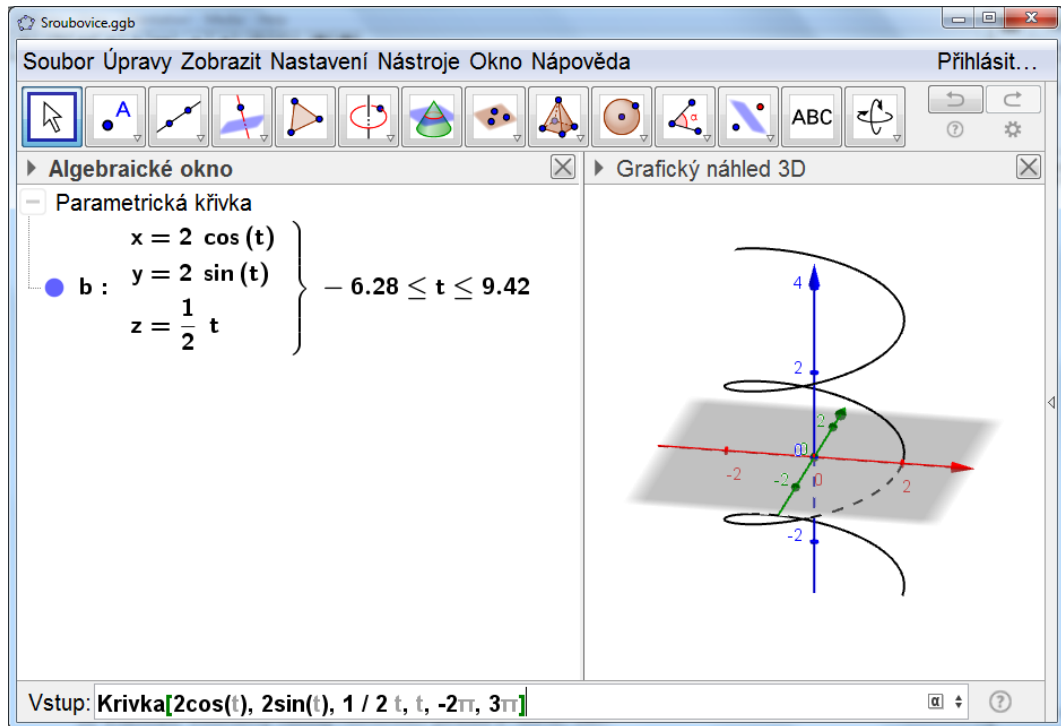 Sroubovice.ggb
Soubor Úpravy Zobrazit Nastavení Nástroje Okno Nápověda Přihlásit...
A α ABC
Algebraické okno
Parametrická křivka
x = 2 cos (t)
b : y = 2 sin (t) − 6.28 ≤ t ≤ 9.42
z = 1/2 t
Grafický náhled 3D
4
2
2
0 0
-2 -2 0 2
-2
Vstup: Krivka[2cos(t), 2sin(t), 1 / 2 t, t, -2π, 3π] α